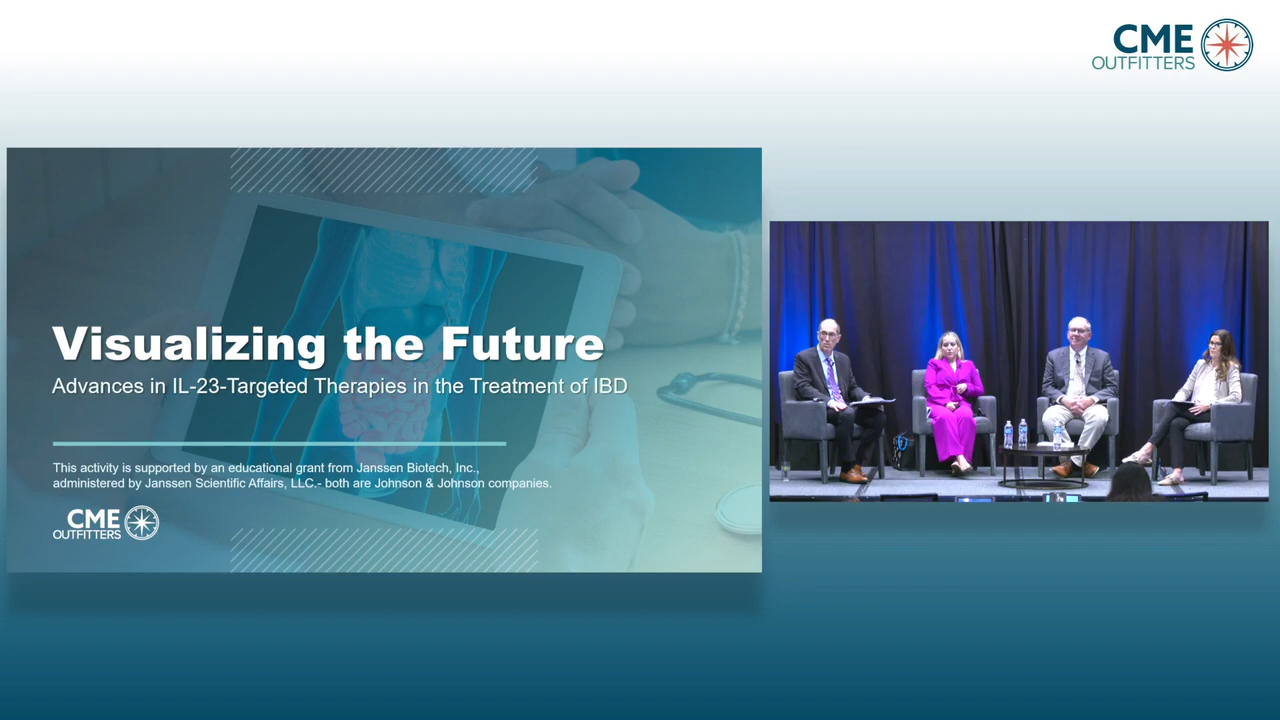 CME
OUTFITTERS
Visualizing the Future
Advances in IL-23-Targeted Therapies in the Treatment of IBD
This activity is supported by an educational grant from Janssen Biotech, Inc.,
administered by Janssen Scientific Affairs, LLC.- both are Johnson & Johnson companies.
CME
OUTFITTERS